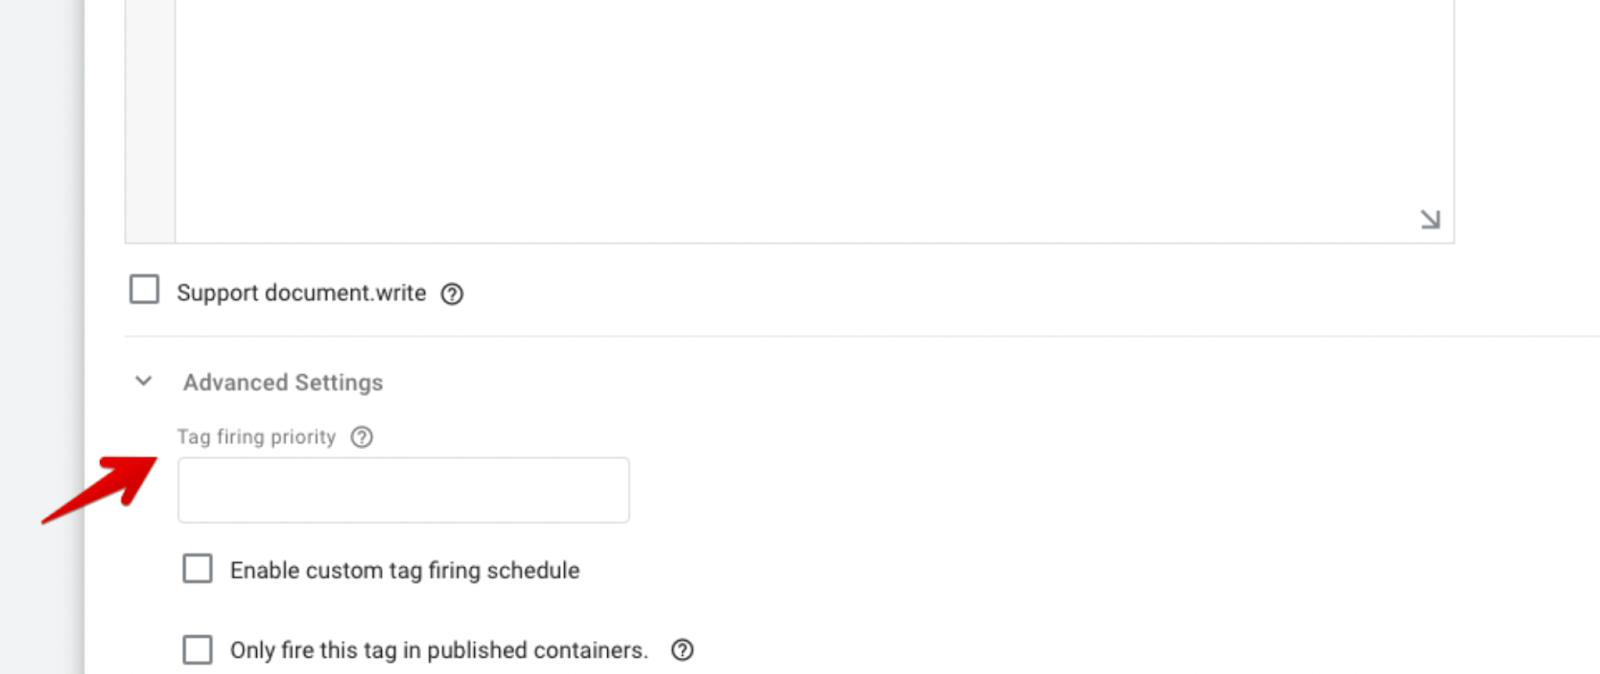 Support document.write
Advanced Settings
Tag firing priority
Enable custom tag firing schedule
Only fire this tag in published containers.